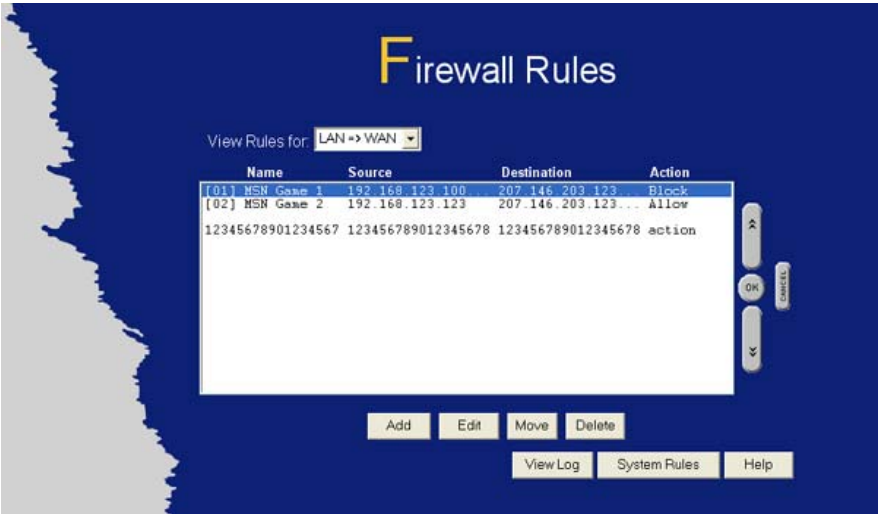 Firewall Rules
View Rules for: LAN => WAN
Name Source Destination Action
[01] MSN Game 1 192.168.123.100... 207.146.203.123... Block
[02] MSN Game 2 192.168.123.123 207.146.203.123... Allow
12345678901234567 123456789012345678 123456789012345678 action
OK
CANCEL
Add Edit Move Delete
View Log System Rules Help